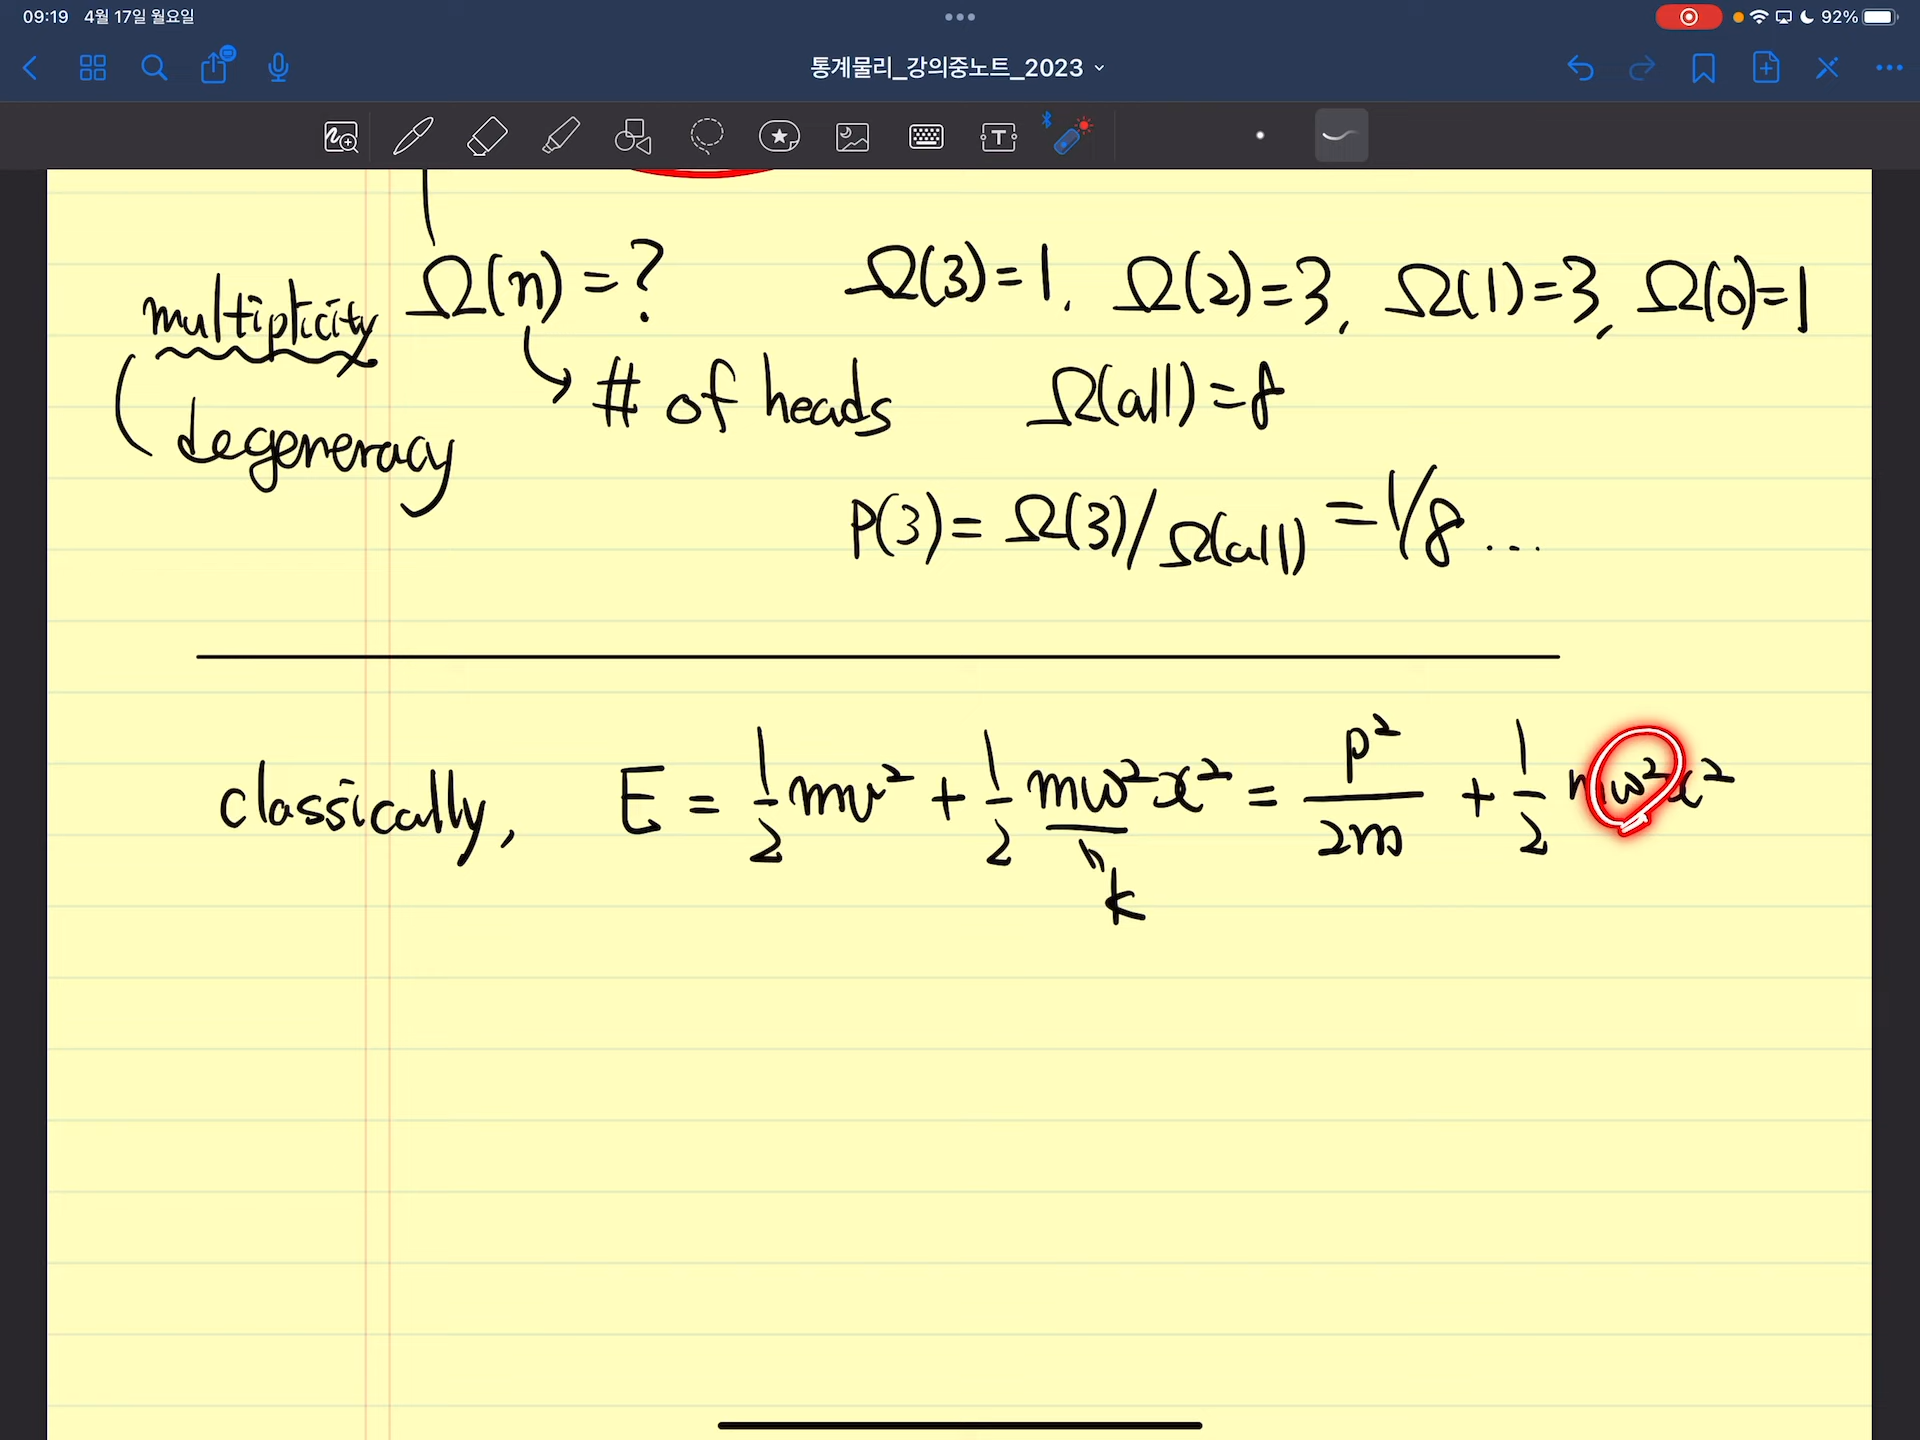 09:19 4월 17일 월요일
92%
통계물리_강의중노트_2023
Ω(n) = ? Ω(3)=1, Ω(2)=3, Ω(1)=3, Ω(0)=1
multiplicity
# of heads Ω(all)=8
degeneracy
P(3)= Ω(3)/Ω(all) = 1/8 ...
classically, E = 1/2 mv² + 1/2 mω²x² = p²/2m + 1/2 mω²x²
k